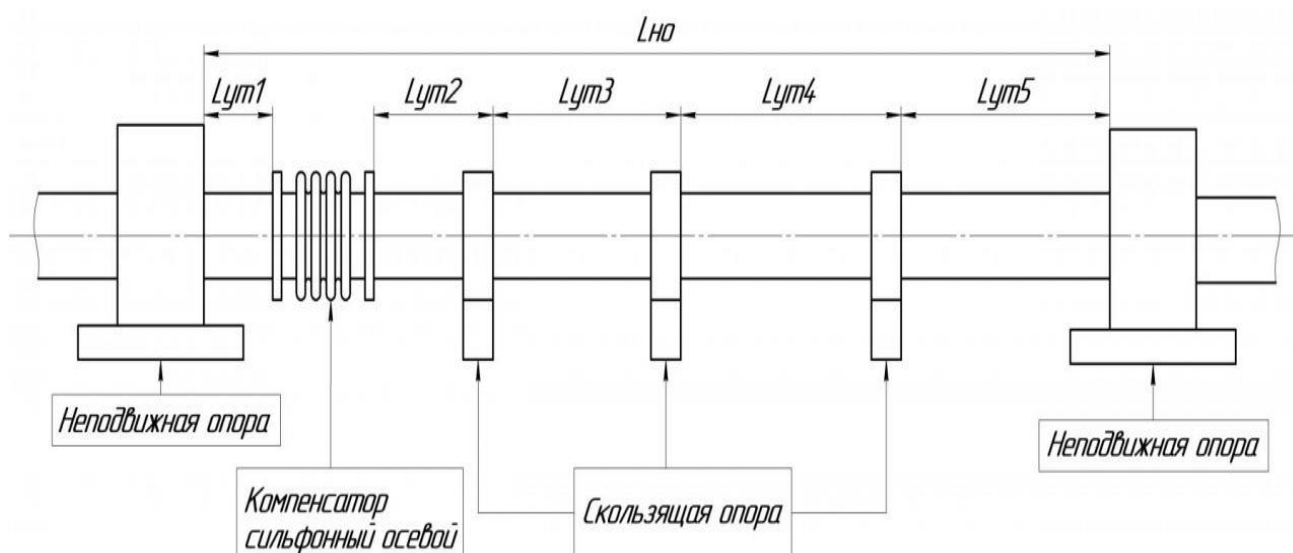 Lно
Lут1
Lут2
Lут3
Lут4
Lут5
Неподвижная опора
Неподвижная опора
Компенсатор
сильфонный осевой
Скользящая опора